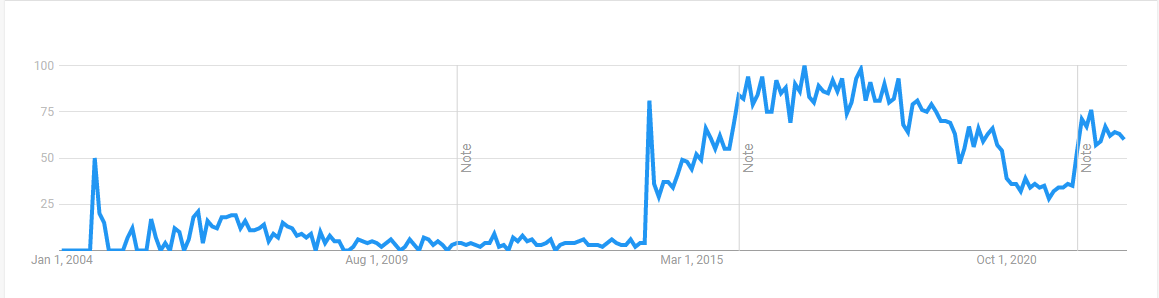 100
75
50
25
Note
Note
Note
Jan 1, 2004
Aug 1, 2009
Mar 1, 2015
Oct 1, 2020